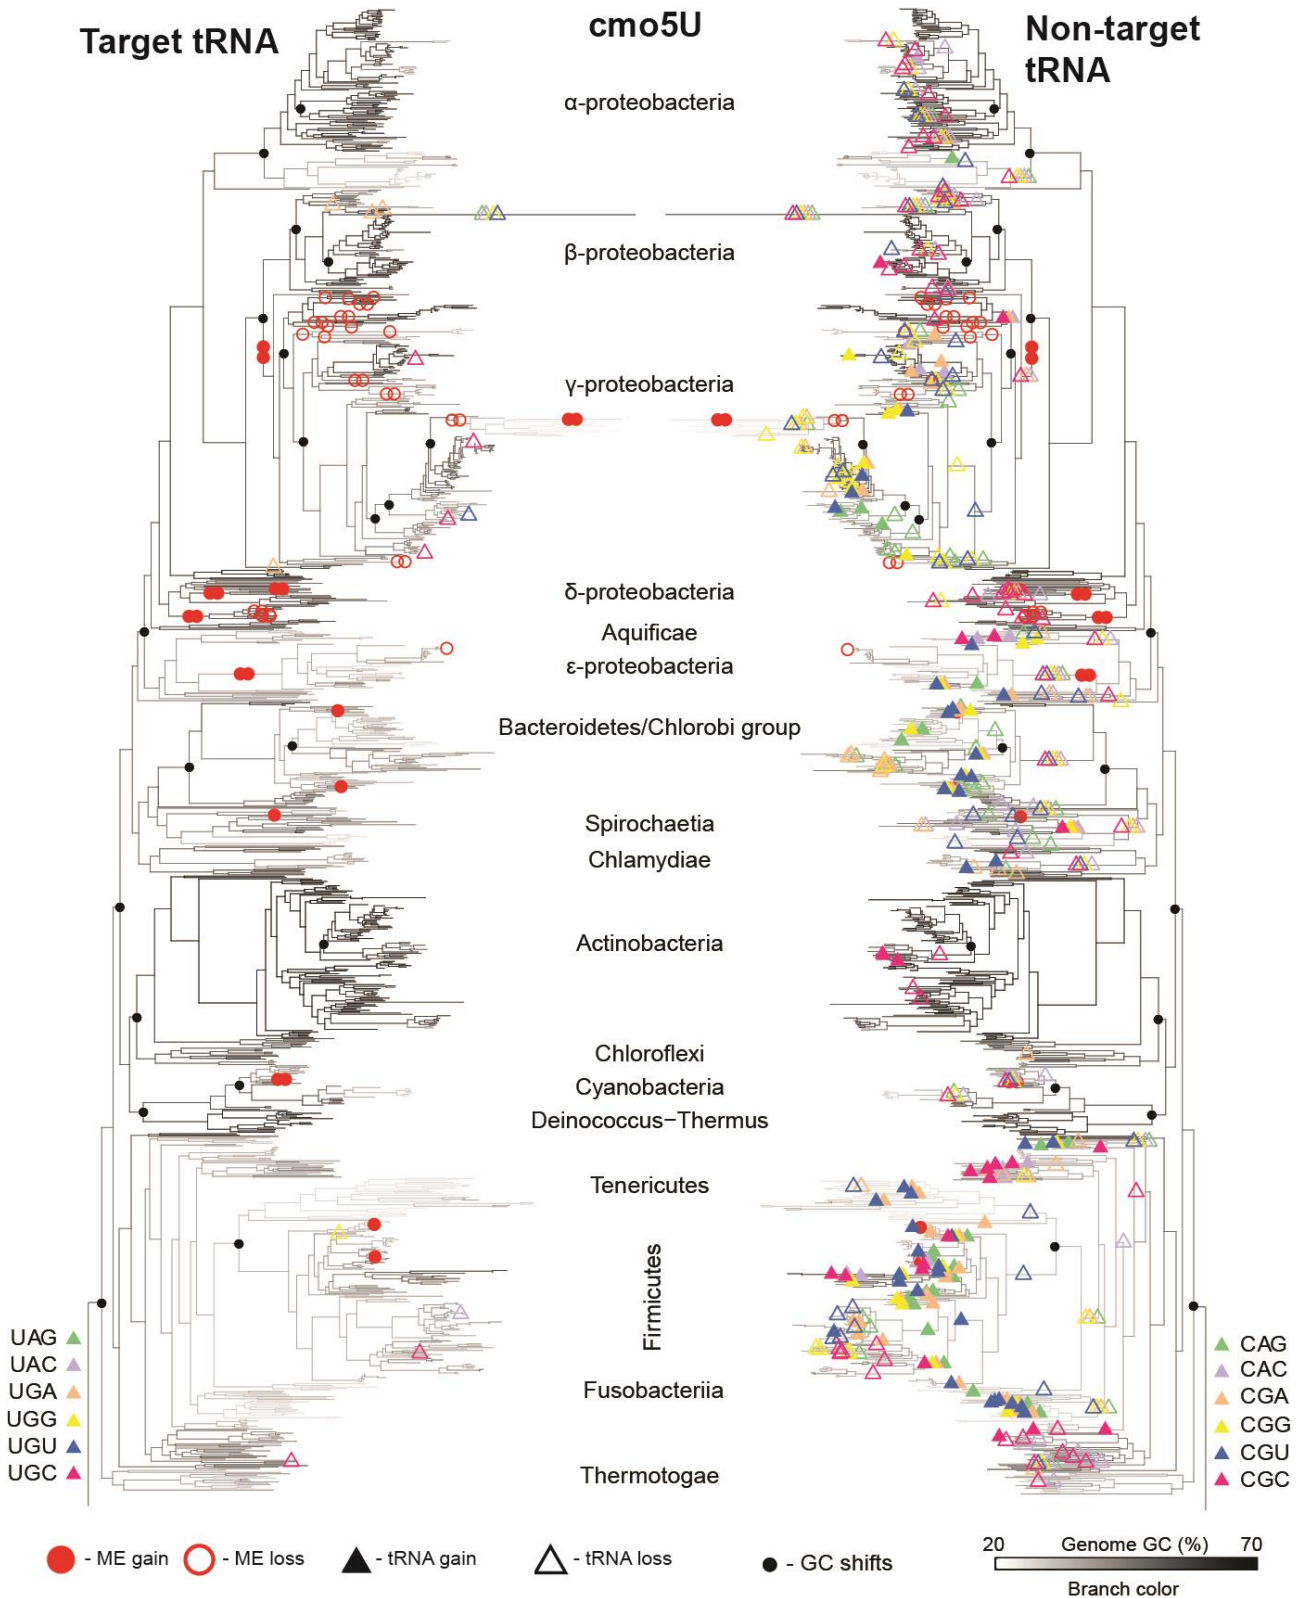 Target tRNA
cmo5U
Non-target
tRNA
α-proteobacteria
β-proteobacteria
γ-proteobacteria
δ-proteobacteria
Aquificae
ε-proteobacteria
Bacteroidetes/Chlorobi group
Spirochaetia
Chlamydiae
Actinobacteria
Chloroflexi
Cyanobacteria
Deinococcus−Thermus
Tenericutes
Firmicutes
Fusobacteriia
Thermotogae
UAG
UAC
UGA
UGG
UGU
UGC
CAG
CAC
CGA
CGG
CGU
CGC
- ME gain
- ME loss
- tRNA gain
- tRNA loss
- GC shifts
20 Genome GC (%) 70
Branch color